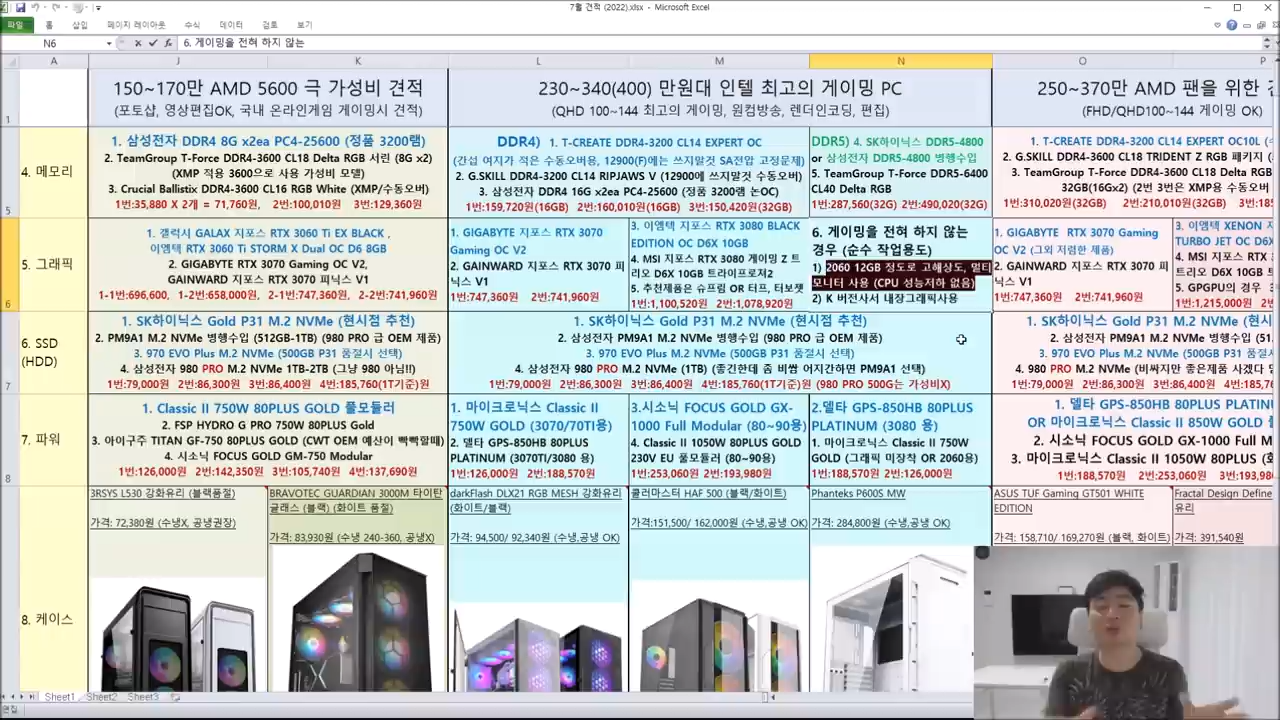 7월 견적 (2022).xlsx - Microsoft Excel
파일 홈 삽입 페이지 레이아웃 수식 데이터 검토 보기
N6 fx 6. 게이밍을 전혀 하지 않는
A J K L M N O P
1
150~170만 AMD 5600 극 가성비 견적
(포토샵, 영상편집OK, 국내 온라인게임 게이밍시 견적)
230~340(400) 만원대 인텔 최고의 게이밍 PC
(QHD 100~144 최고의 게이밍, 원컴방송, 렌더인코딩, 편집)
250~370만 AMD 팬을 위한
(FHD/QHD100~144 게이밍 OK)
4. 메모리
5
1. 삼성전자 DDR4 8G x2ea PC4-25600 (정품 3200램)
2. TeamGroup T-Force DDR4-3600 CL18 Delta RGB 서린 (8G x2)
(XMP 적용 3600으로 사용 가성비 모델)
3. Crucial Ballistix DDR4-3600 CL16 RGB White (XMP/수동오버)
1번:35,880 X 2개 = 71,760원, 2번:100,010원 3번:129,360원
DDR4) 1. T-CREATE DDR4-3200 CL14 EXPERT OC
(간섭 여지가 적은 수동오버용, 12900(F)에는 쓰지말것 SA전압 고정문제)
2. G.SKILL DDR4-3200 CL14 RIPJAWS V (12900에 쓰지말것 수동오버)
3. 삼성전자 DDR4 16G x2ea PC4-25600 (정품 3200램 논OC)
1번:159,720원(16GB) 2번:160,010원(16GB) 3번:150,420원(32GB)
DDR5) 4. SK하이닉스 DDR5-4800
or 삼성전자 DDR5-4800 병행수입
5. TeamGroup T-Force DDR5-6400
CL40 Delta RGB
1번:287,560(32G) 2번:490,020(32G)
1. T-CREATE DDR4-3200 CL14 EXPERT OC10L (
2. G.SKILL DDR4-3600 CL18 TRIDENT Z RGB 패키지 (
3. TEAMGROUP T-Force DDR4-3600 CL18 Delta RGB
32GB(16Gx2) (2번 3번은 XMP용 수동오버
1번:310,020원(32GB) 2번:210,010원(32GB) 3번:185
5. 그래픽
6
1. 갤럭시 GALAX 지포스 RTX 3060 Ti EX BLACK ,
이엠텍 RTX 3060 Ti STORM X Dual OC D6 8GB
2. GIGABYTE RTX 3070 Gaming OC V2,
GAINWARD 지포스 RTX 3070 피닉스 V1
1-1번:696,600, 1-2번:658,000원, 2-1번:747,360원, 2-2번:741,960원
1. GIGABYTE 지포스 RTX 3070
Gaming OC V2
2. GAINWARD 지포스 RTX 3070 피
닉스 V1
1번:747,360원 2번:741,960원
3. 이엠텍 지포스 RTX 3080 BLACK
EDITION OC D6X 10GB
4. MSI 지포스 RTX 3080 게이밍 Z 트
리오 D6X 10GB 트라이프로져2
5. 추천제품은 슈프림 OR 터프, 터보젯
1번:1,100,520원 2번:1,078,920원
6. 게이밍을 전혀 하지 않는
경우 (순수 작업용도)
1) 2060 12GB 정도로 고해상도, 멀티
모니터 사용 (CPU 성능저하 없음)
2) K 버전사서 내장그래픽사용
1. GIGABYTE 지포스 RTX 3070 Gaming
OC V2 (그외 저렴한 제품)
2. GAINWARD 지포스 RTX 3070 피
닉스 V1
1번:747,360원 2번:741,960원
3. 이엠텍 XENON 지
TURBO JET OC D6X
4. MSI 지포스 RTX
트리오 D6X 10GB
5. GPGPU의 경우 3
1번:1,215,000원 2
6. SSD
(HDD)
7
1. SK하이닉스 Gold P31 M.2 NVMe (현시점 추천)
2. PM9A1 M.2 NVMe 병행수입 (512GB-1TB) (980 PRO 급 OEM 제품)
3. 970 EVO Plus M.2 NVMe (500GB P31 품절시 선택)
4. 삼성전자 980 PRO M.2 NVMe 1TB-2TB (그냥 980 아님!!)
1번:79,000원 2번:86,300원 3번:86,400원 4번:185,760(1T기준)원
1. SK하이닉스 Gold P31 M.2 NVMe (현시점 추천)
2. 삼성전자 PM9A1 M.2 NVMe 병행수입 (980 PRO 급 OEM 제품)
3. 970 EVO Plus M.2 NVMe (500GB P31 품절시 선택)
4. 삼성전자 980 PRO M.2 NVMe (1TB) (좋긴한데 좀 비쌈 어지간하면 PM9A1 선택)
1번:79,000원 2번:86,300원 3번:86,400원 4번:185,760(1T기준)원 (980 PRO 500G는 가성비X)
1. SK하이닉스 Gold P31 M.2 NVMe (현시
2. 삼성전자 PM9A1 M.2 NVMe 병행수입 (51
3. 970 EVO Plus M.2 NVMe (500GB P31 품
4. 980 PRO (비싸지만 좋은제품 사겠다 면
1번:79,000원 2번:86,300원 3번:86,400원 4번:185,76
7. 파워
8
1. Classic II 750W 80PLUS GOLD 풀모듈러
2. FSP HYDRO G PRO 750W 80PLUS Gold
3. 아이구주 TITAN GF-750 80PLUS GOLD (CWT OEM 예산이 빡빡할때)
4. 시소닉 FOCUS GOLD GM-750 Modular
1번:126,000원 2번:142,350원 3번:105,740원 4번:137,690원
1. 마이크로닉스 Classic II
750W GOLD (3070/70TI용)
2. 델타 GPS-850HB 80PLUS
PLATINUM (3070TI/3080 용)
1번:126,000원 2번:188,570원
3.시소닉 FOCUS GOLD GX-
1000 Full Modular (80~90용)
4. Classic II 1050W 80PLUS GOLD
230V EU 풀모듈러 (80~90용)
1번:253,060원 2번:193,980원
2.델타 GPS-850HB 80PLUS
PLATINUM (3080 용)
1. 마이크로닉스 Classic II 750W
GOLD (그래픽 미장착 OR 2060용)
1번:188,570원 2번:126,000원
1. 델타 GPS-850HB 80PLUS PLATINU
OR 마이크로닉스 Classic II 850W 골드
2. 시소닉 FOCUS GOLD GX-1000 Full M
3. 마이크로닉스 Classic II 1050W 80PLUS (화
1번:188,570원 2번:253,060원 3번:193,98
8. 케이스
3RSYS L530 강화유리 (블랙품절)
가격: 72,380원 (수냉X, 공냉권장)
BRAVOTEC GUARDIAN 3000M 타이탄
글래스 (블랙) (화이트 품절)
가격: 83,930원 (수냉 240-360, 공냉X)
darkFlash DLX21 RGB MESH 강화유리
(화이트/블랙)
가격: 94,500/ 92,340원 (수냉,공냉 OK)
쿨러마스터 HAF 500 (블랙/화이트)
가격:151,500/ 162,000원 (수냉,공냉 OK)
Phanteks P600S MW
가격: 284,800원 (수냉,공냉 OK)
ASUS TUF Gaming GT501 WHITE
EDITION
가격: 158,710/ 169,270원 (블랙, 화이트)
Fractal Design Define
유리
가격: 391,540원
Sheet1 Sheet2 Sheet3
편집